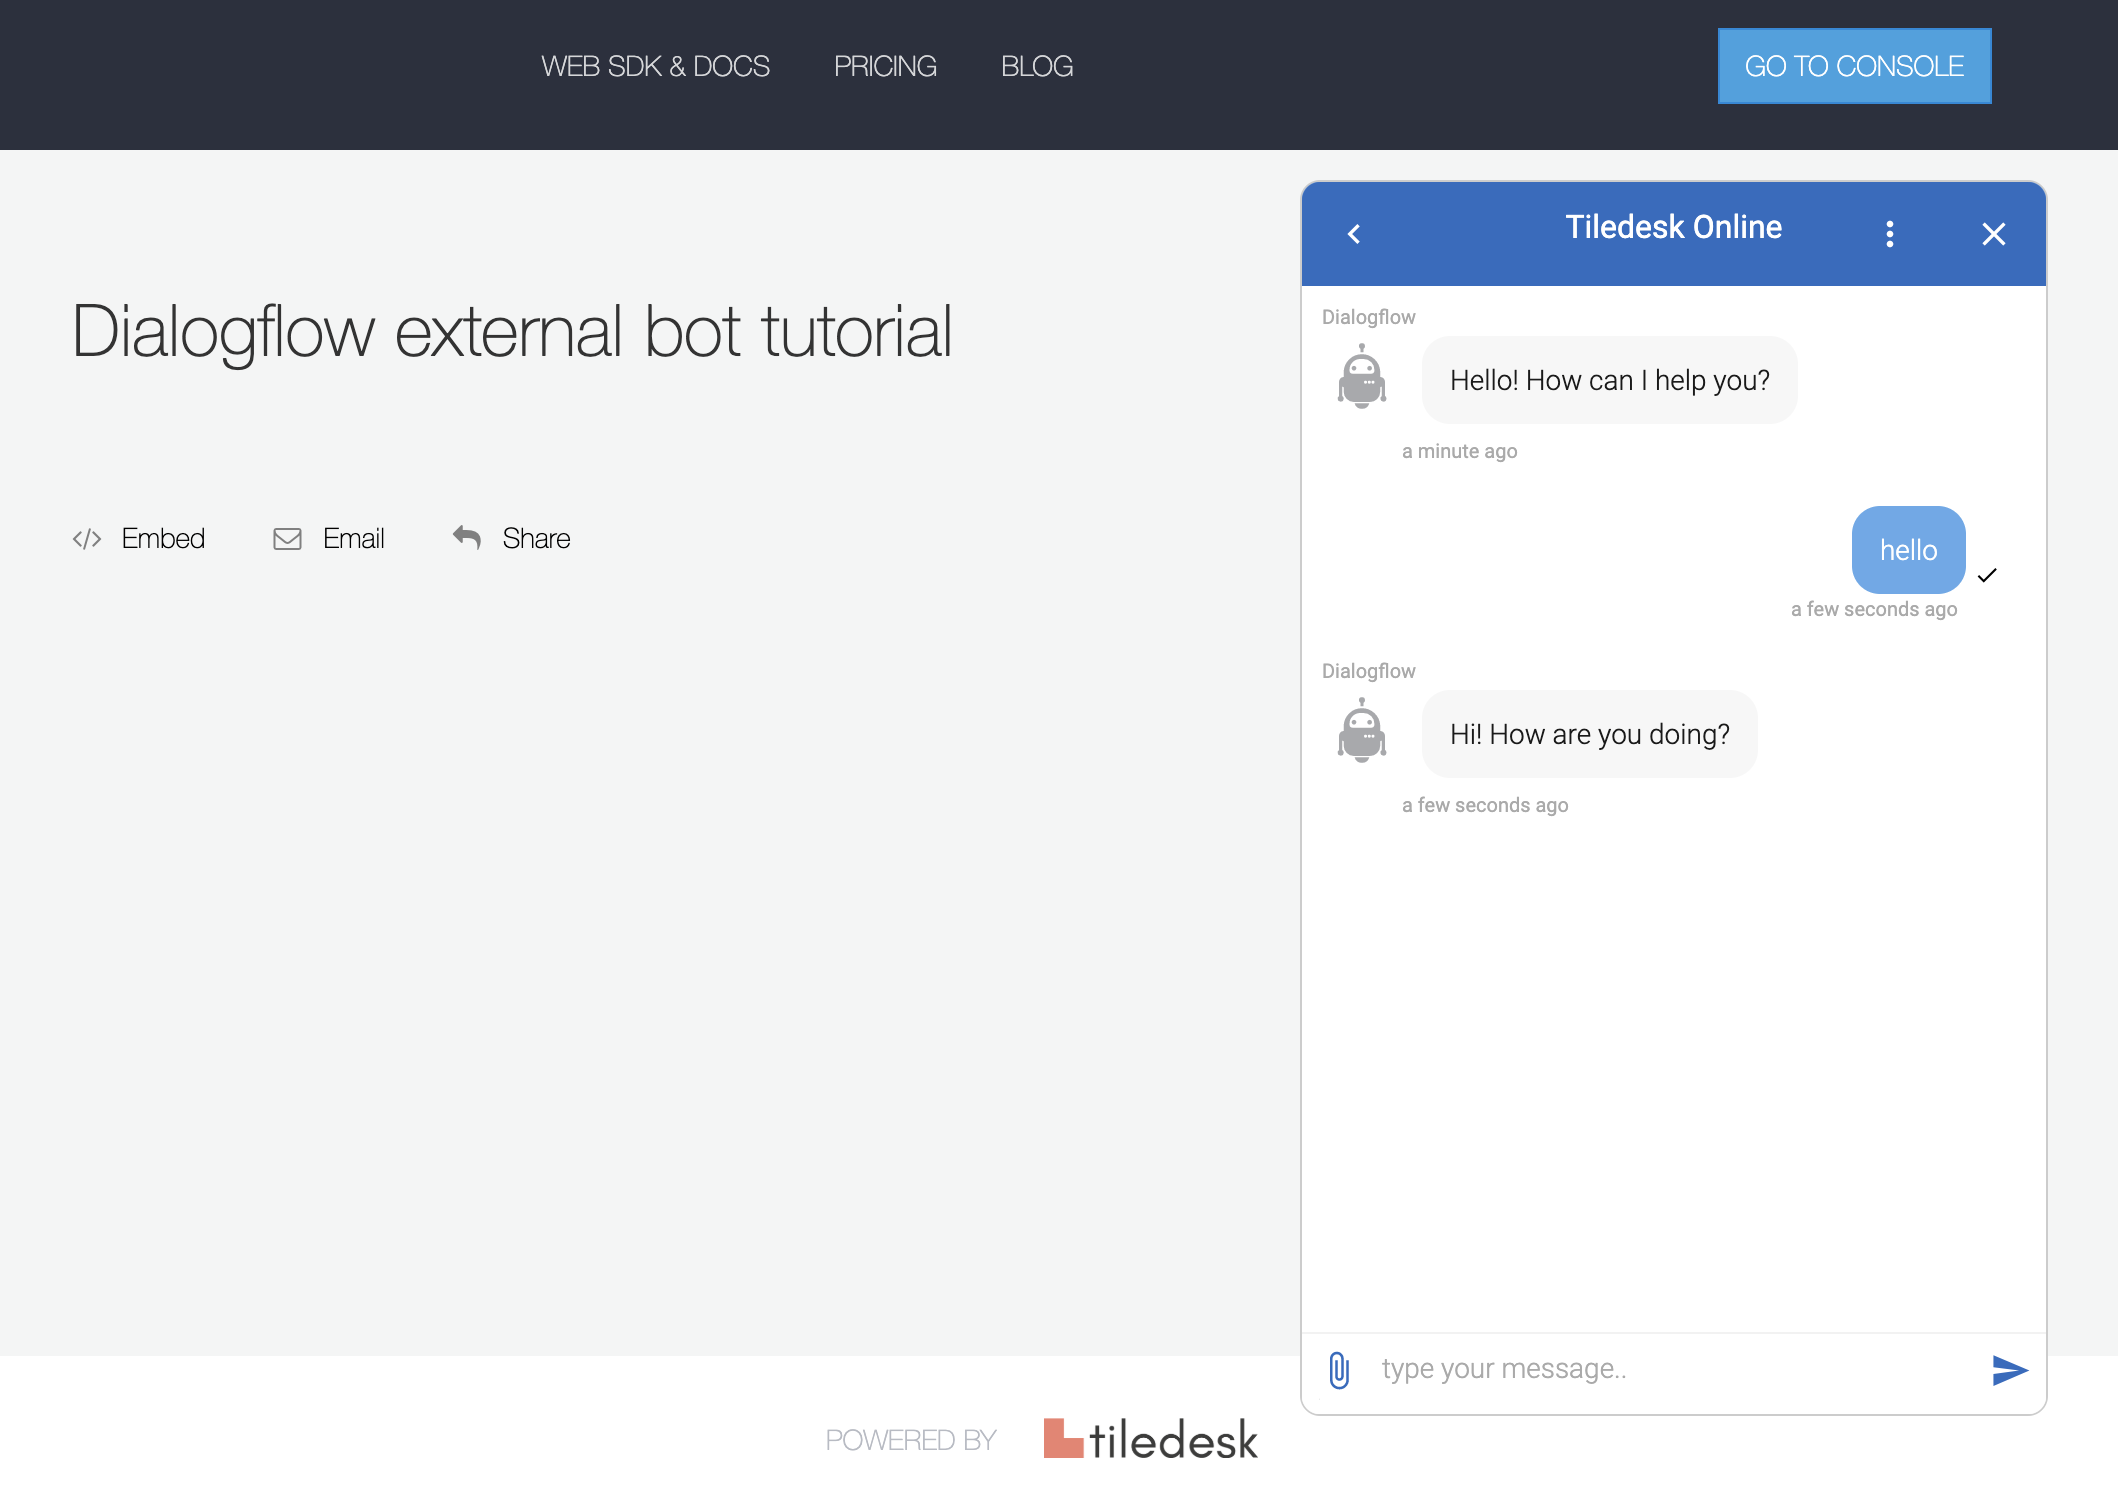 WEB SDK & DOCS PRICING BLOG GO TO CONSOLE
Dialogflow external bot tutorial
Embed Email Share
Tiledesk Online
Dialogflow
Hello! How can I help you?
a minute ago
hello
a few seconds ago
Dialogflow
Hi! How are you doing?
a few seconds ago
type your message..
POWERED BY tiledesk